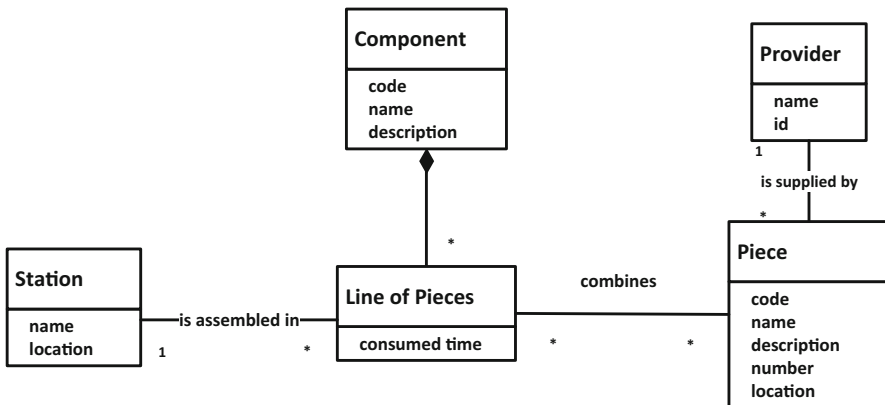 Component
code
name
description
Provider
name
id
1
is supplied by
*
Piece
code
name
description
number
location
Station
name
location
is assembled in
1
*
*
Line of Pieces
consumed time
combines
*
*